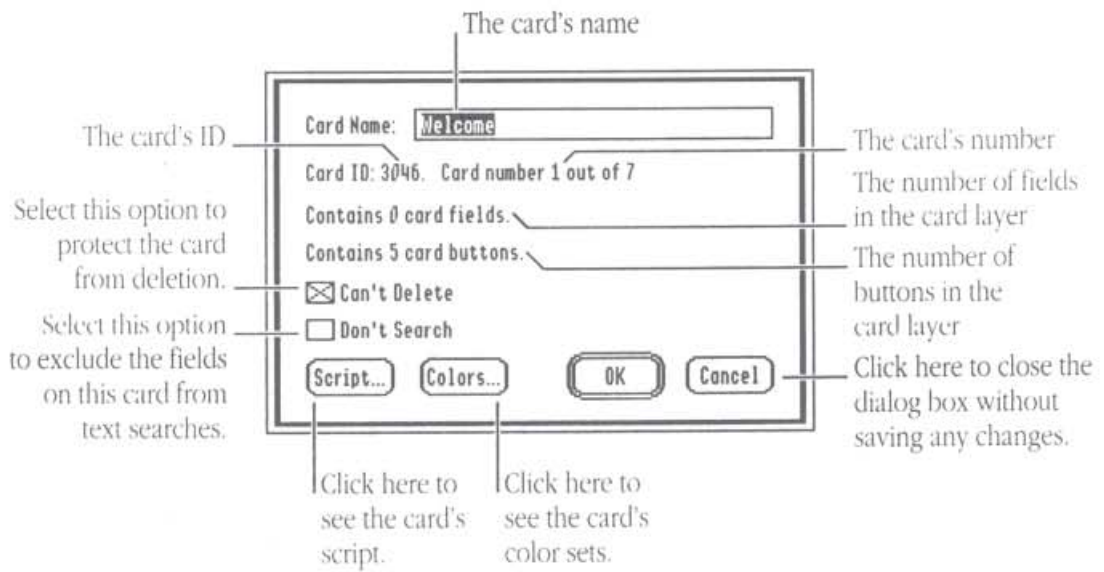 The card's name
Card Name: Welcome
The card's ID
Card ID: 3046. Card number 1 out of 7
The card's number
Contains 0 card fields.
The number of fields
in the card layer
Select this option to
protect the card
from deletion.
Contains 5 card buttons.
The number of
buttons in the
card layer
Can't Delete
Select this option
to exclude the fields
on this card from
text searches.
Don't Search
Script...
Colors...
OK
Cancel
Click here to close the
dialog box without
saving any changes.
Click here to
see the card's
script.
Click here to
see the card's
color sets.